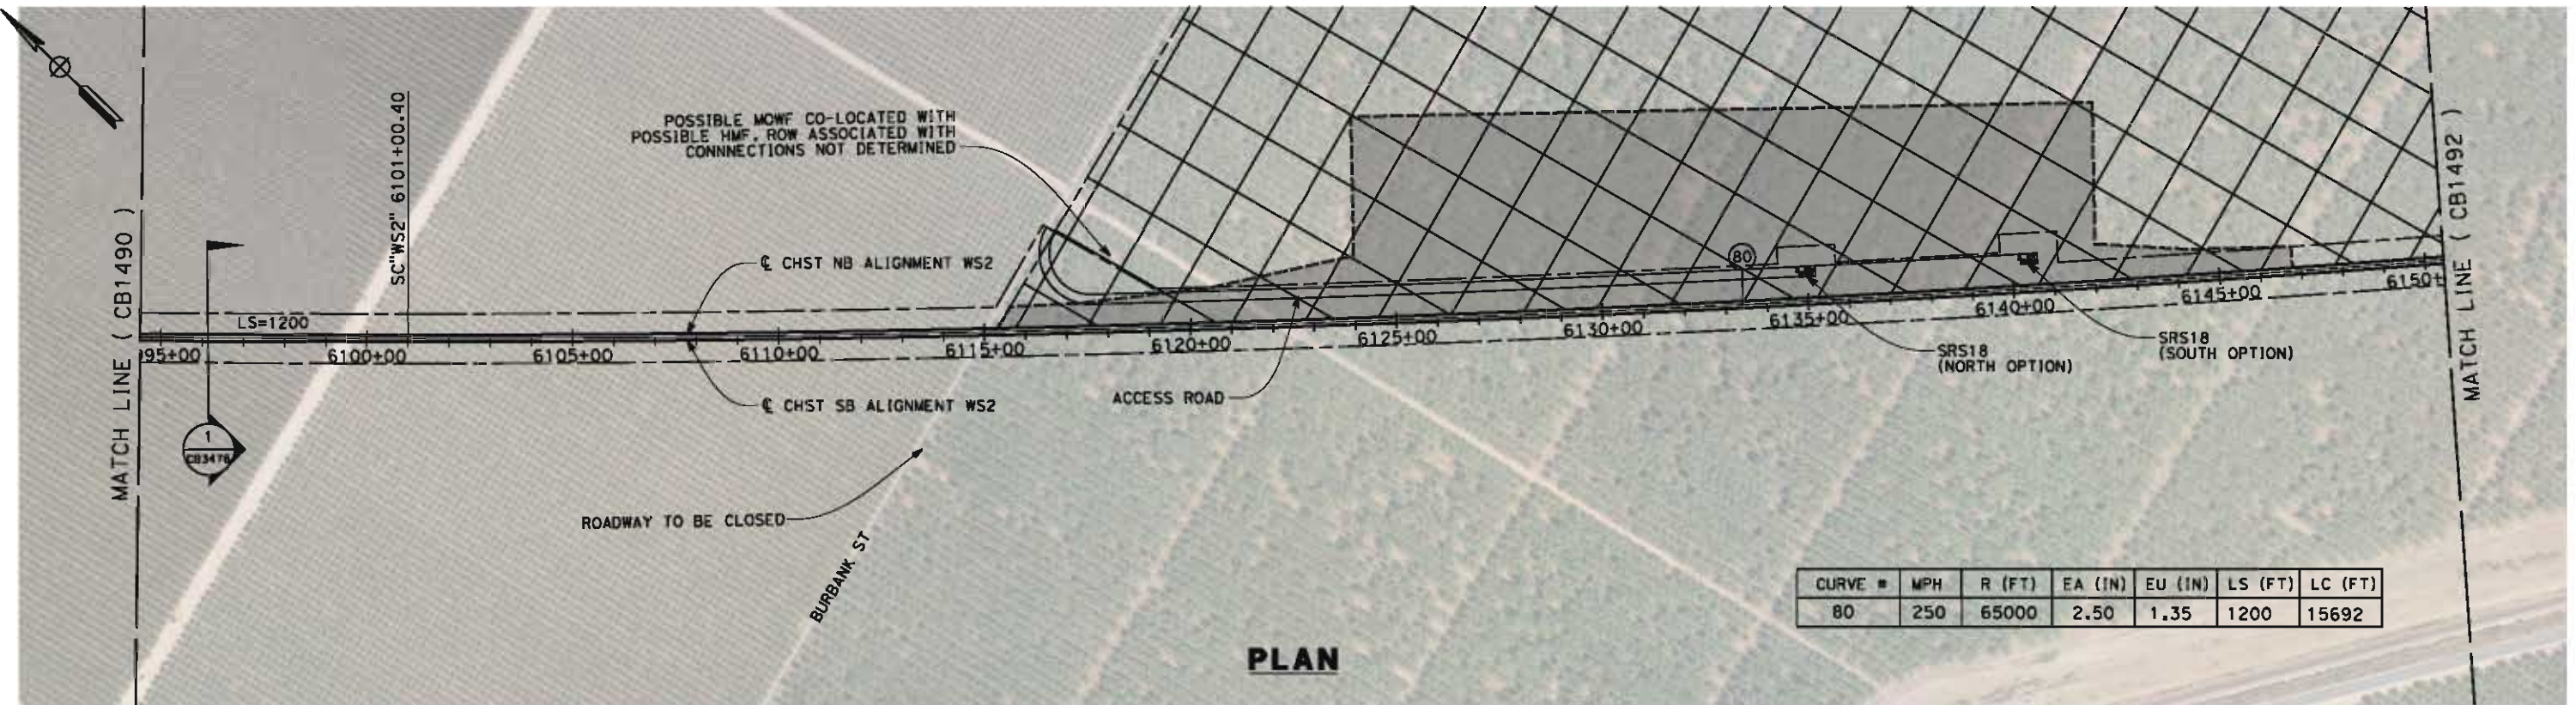 MATCH LINE ( CB1490 )
SC"WS2" 6101+00.40
POSSIBLE MOWF CO-LOCATED WITH
POSSIBLE HMF. ROW ASSOCIATED WITH
CONNNECTIONS NOT DETERMINED
℄ CHST NB ALIGNMENT WS2
LS=1200
80
MATCH LINE ( CB1492 )
95+00
6100+00
6105+00
6110+00
6115+00
6120+00
6125+00
6130+00
6135+00
6140+00
6145+00
6150+
SRS18
(NORTH OPTION)
SRS18
(SOUTH OPTION)
℄ CHST SB ALIGNMENT WS2
ACCESS ROAD
1
CB3476
ROADWAY TO BE CLOSED
BURBANK ST
CURVE # MPH R (FT) EA (IN) EU (IN) LS (FT) LC (FT)
80 250 65000 2.50 1.35 1200 15692
PLAN